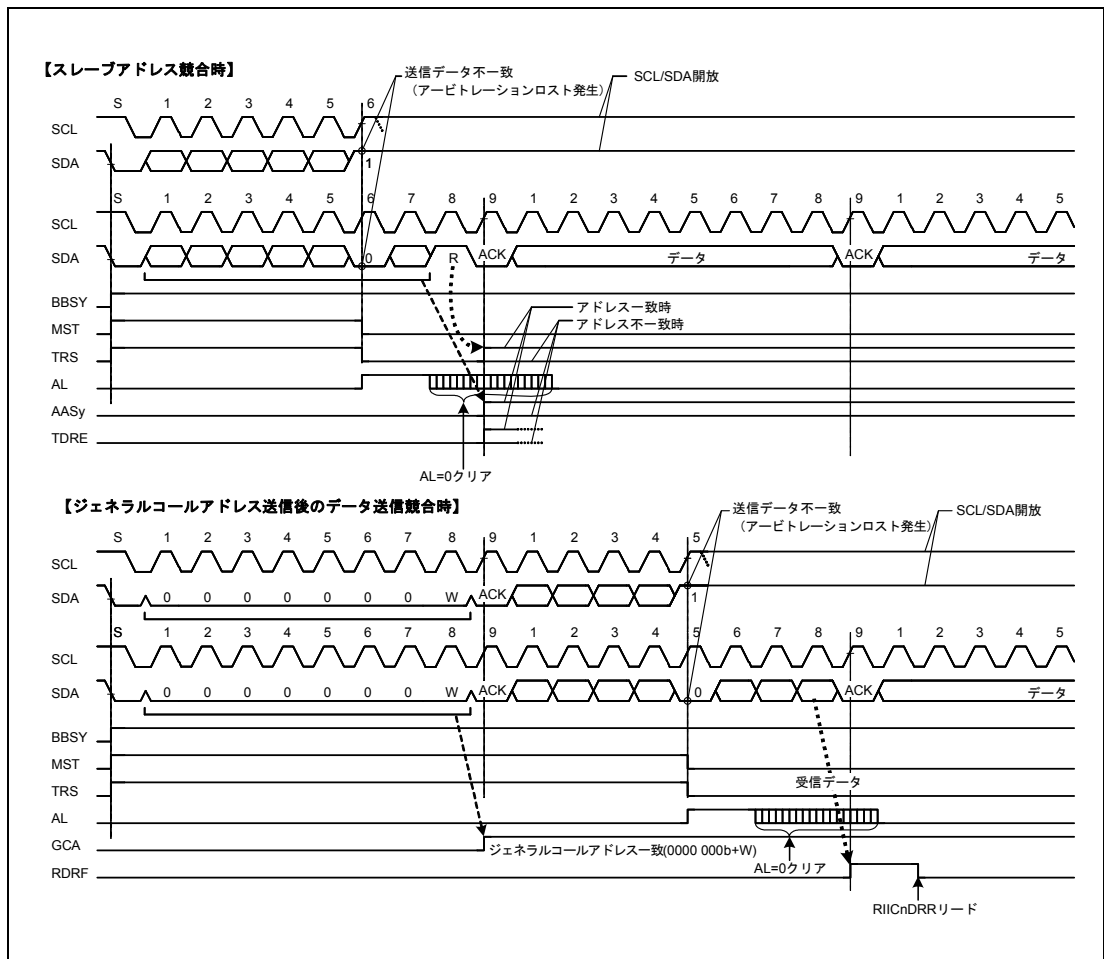 【スレーブアドレス競合時】
送信データ不一致
（アービトレーションロスト発生）
SCL/SDA開放
S 1 2 3 4 5 6
SCL
SDA 1
S 1 2 3 4 5 6 7 8 9 1 2 3 4 5 6 7 8 9 1 2 3 4 5
SCL
SDA 0 R ACK データ ACK データ
BBSY
アドレス一致時
MST
アドレス不一致時
TRS
AL
AASy
TDRE
AL=0クリア
【ジェネラルコールアドレス送信後のデータ送信競合時】
送信データ不一致
（アービトレーションロスト発生）
SCL/SDA開放
S 1 2 3 4 5 6 7 8 9 1 2 3 4 5
SCL
SDA 0 0 0 0 0 0 0 W ACK 1
S 1 2 3 4 5 6 7 8 9 1 2 3 4 5 6 7 8 9 1 2 3 4 5
SCL
SDA 0 0 0 0 0 0 0 W ACK 0 ACK データ
BBSY
MST
受信データ
TRS
AL
GCA
ジェネラルコールアドレス一致(0000 000b+W)
AL=0クリア
RDRF
RIICnDRRリード